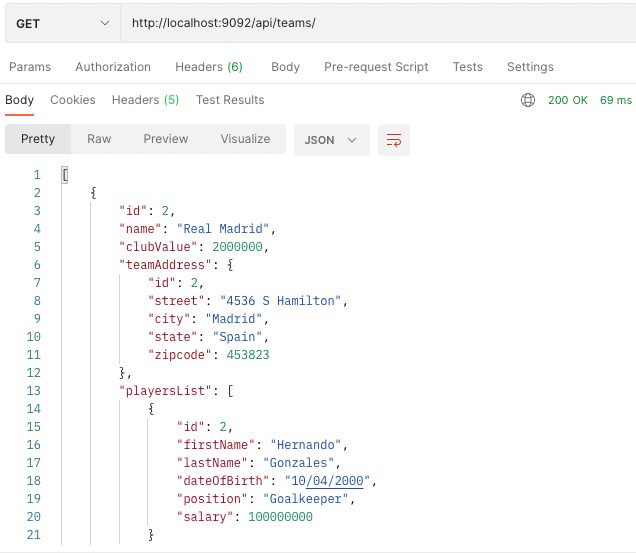 GET http://localhost:9092/api/teams/
Params Authorization Headers (6) Body Pre-request Script Tests Settings
Body Cookies Headers (5) Test Results 200 OK 69 ms
Pretty Raw Preview Visualize JSON
1 [
2 {
3 "id": 2,
4 "name": "Real Madrid",
5 "clubValue": 2000000,
6 "teamAddress": {
7 "id": 2,
8 "street": "4536 S Hamilton",
9 "city": "Madrid",
10 "state": "Spain",
11 "zipcode": 453823
12 },
13 "playersList": [
14 {
15 "id": 2,
16 "firstName": "Hernando",
17 "lastName": "Gonzales",
18 "dateOfBirth": "10/04/2000",
19 "position": "Goalkeeper",
20 "salary": 100000000
21 }